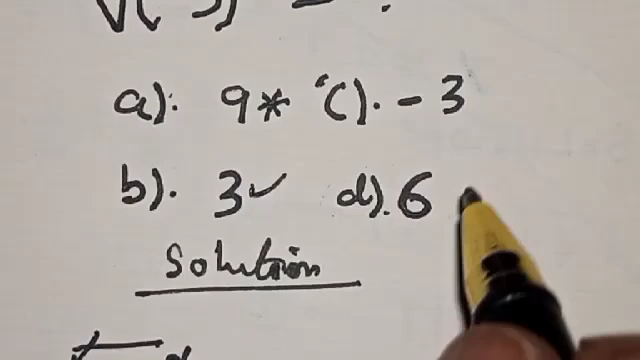 a). 9* (c). -3
b). 3✓ d). 6
Solution